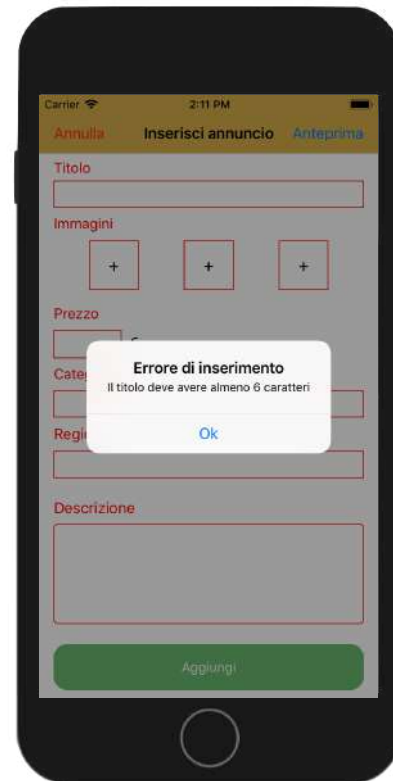 Carrier 2:11 PM
Annulla Inserisci annuncio Anteprima
Titolo
Immagini
+ + +
Prezzo
Errore di inserimento
Il titolo deve avere almeno 6 caratteri
Ok
Descrizione
Aggiungi